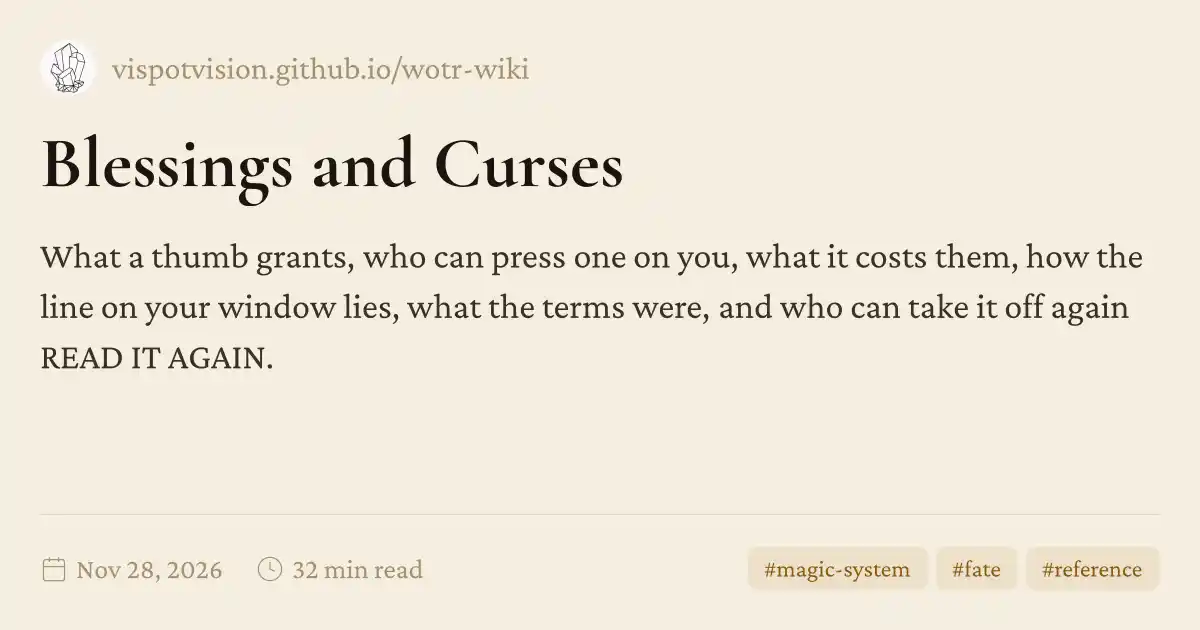 vispotvision.github.io/wotr-wiki
Blessings and Curses
What a thumb grants, who can press one on you, what it costs them, how the
line on your window lies, what the terms were, and who can take it off again
READ IT AGAIN.
Nov 28, 2026
32 min read
#magic-system
#fate
#reference